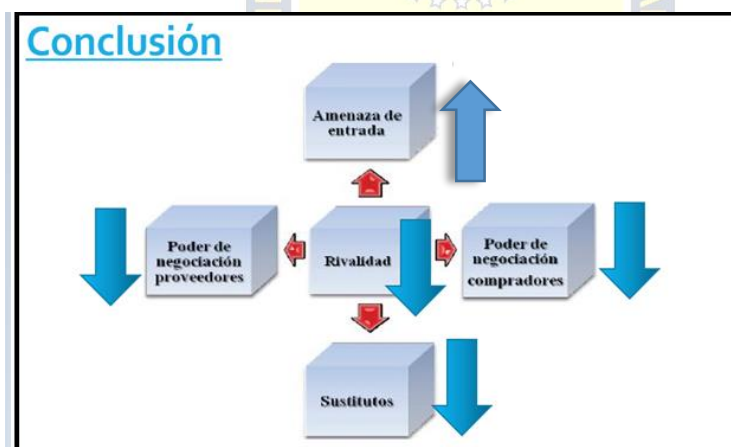 Conclusión
Amenaza de
entrada
Poder de
negociación
proveedores
Rivalidad
Poder de
negociación
compradores
Sustitutos